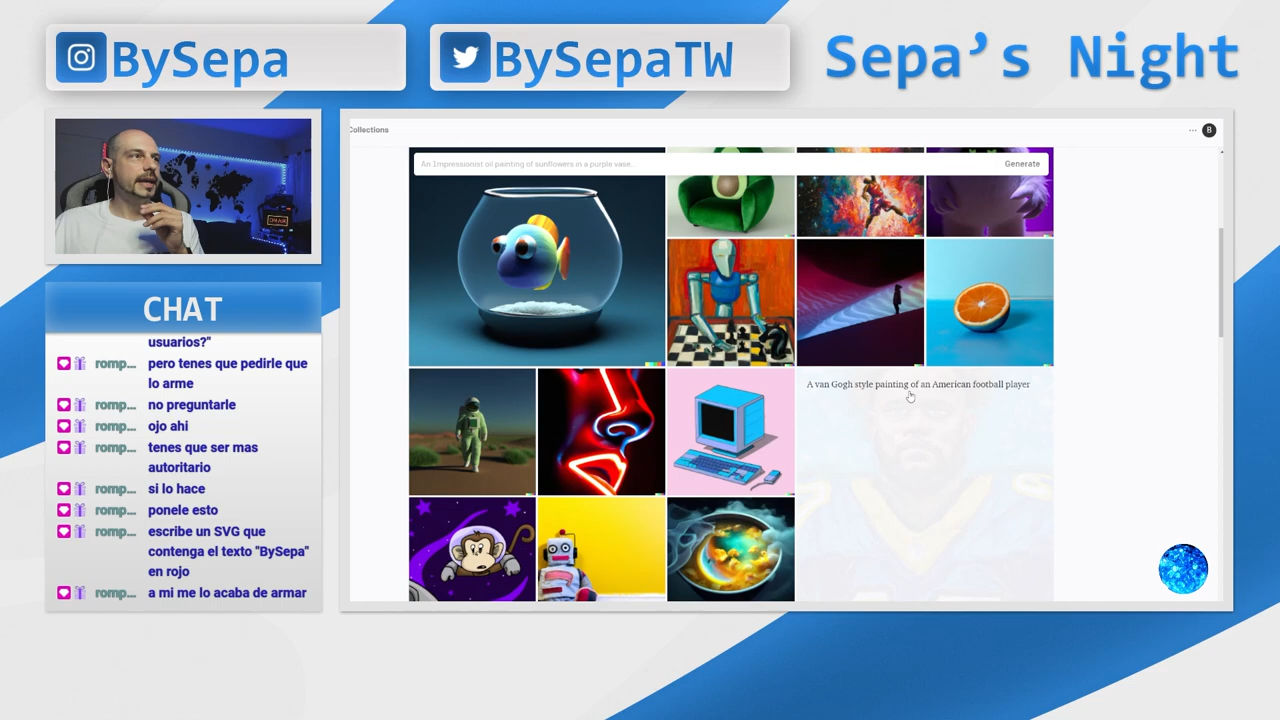 BySepa
BySepaTW
Sepa's Night
Collections
B
An Impressionist oil painting of sunflowers in a purple vase...
Generate
A van Gogh style painting of an American football player
CHAT
usuarios?"
romp... pero tenes que pedirle que
lo arme
romp... no preguntarle
romp... ojo ahi
romp... tenes que ser mas
autoritario
romp... si lo hace
romp... ponele esto
romp... escribe un SVG que
contenga el texto "BySepa"
en rojo
romp... a mi me lo acaba de armar